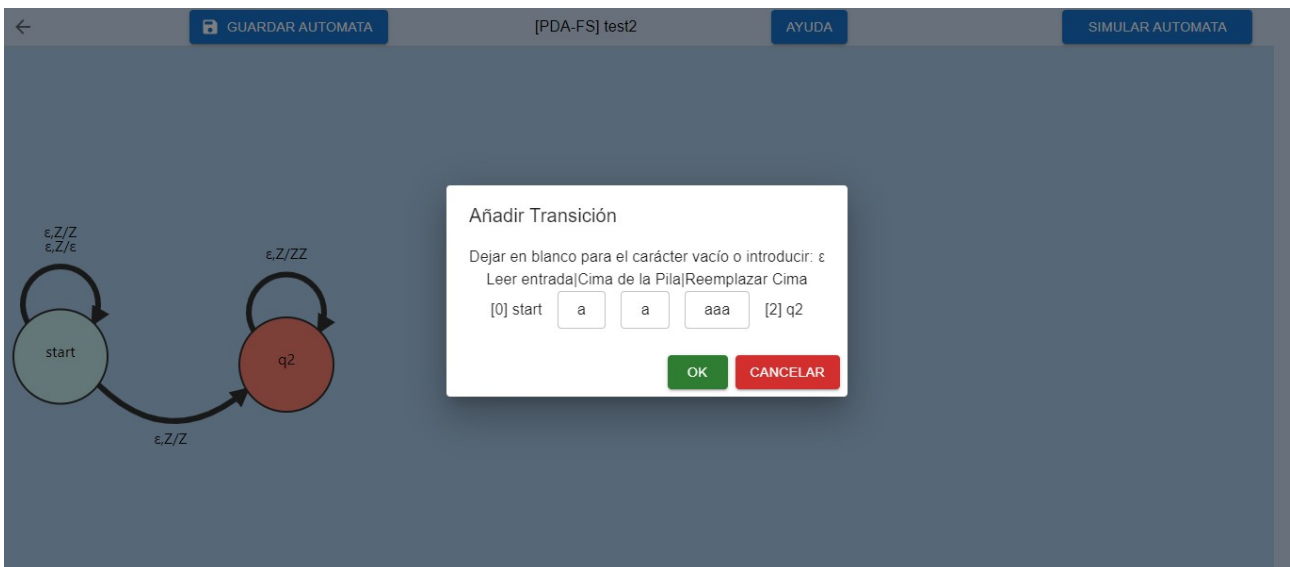 GUARDAR AUTOMATA [PDA-FS] test2 AYUDA SIMULAR AUTOMATA
ε,Z/Z
ε,Z/ε
start
ε,Z/ZZ
q2
ε,Z/Z
Añadir Transición
Dejar en blanco para el carácter vacío o introducir: ε
Leer entrada|Cima de la Pila|Reemplazar Cima
[0] start a a aaa [2] q2
OK CANCELAR